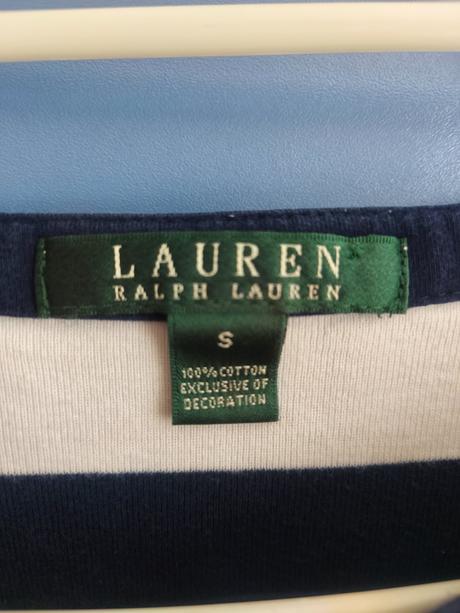 LAUREN
RALPH LAUREN
S
100% COTTON
EXCLUSIVE OF
DECORATION